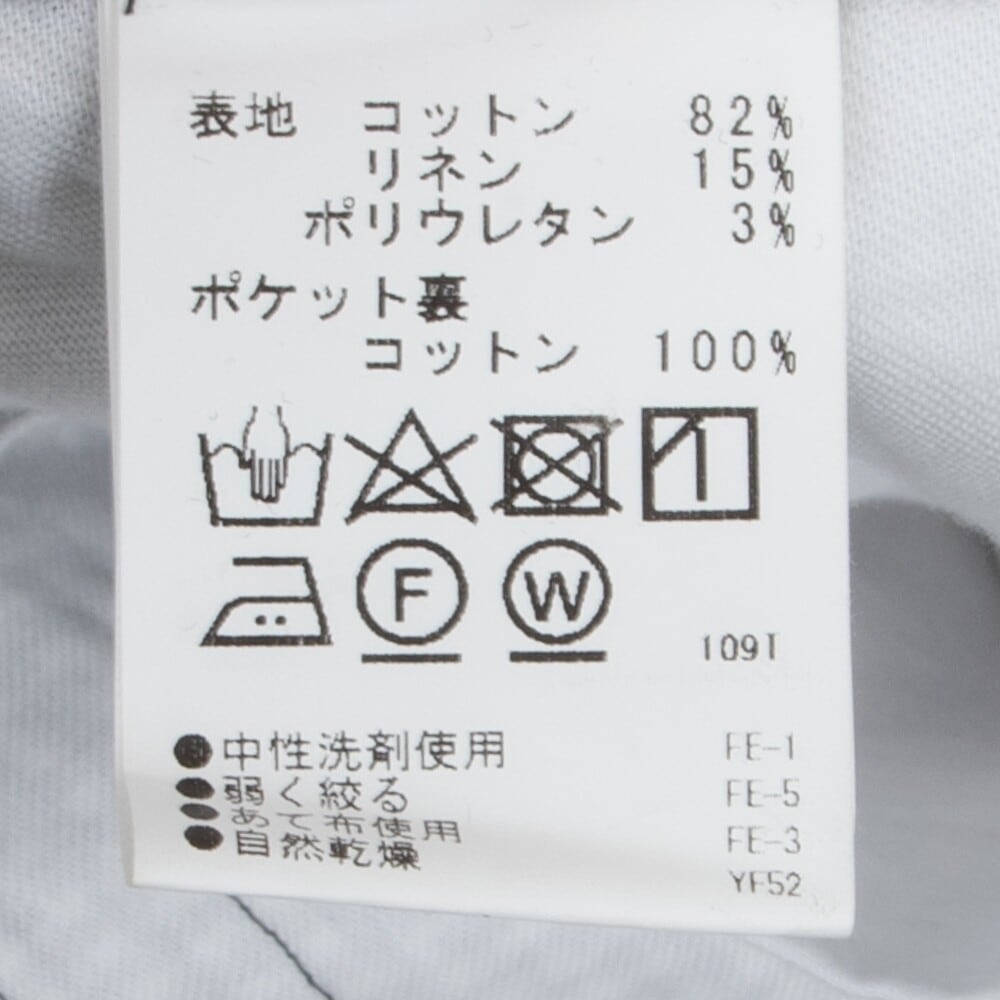 表地 コットン 82%
リネン 15%
ポリウレタン 3%
ポケット裏
コットン 100%
F W
109I
●中性洗剤使用 FE-1
●弱く絞る FE-5
●あて布使用 FE-3
●自然乾燥 YF52